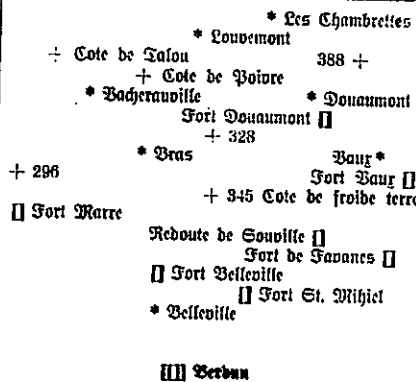 * Les Chambrettes
* Louvemont
+ Cote de Talou 388 +
+ Cote de Poivre
* Vacherauville * Douaumont
Fort Douaumont []
+ 328
* Bras Vaux *
+ 296 Fort Vaux []
+ 345 Cote de froide terre
[] Fort Marre
Redoute de Souville []
Fort de Tavanes []
[] Fort Belleville
[] Fort St. Mihiel
* Belleville
[[]] Verdun